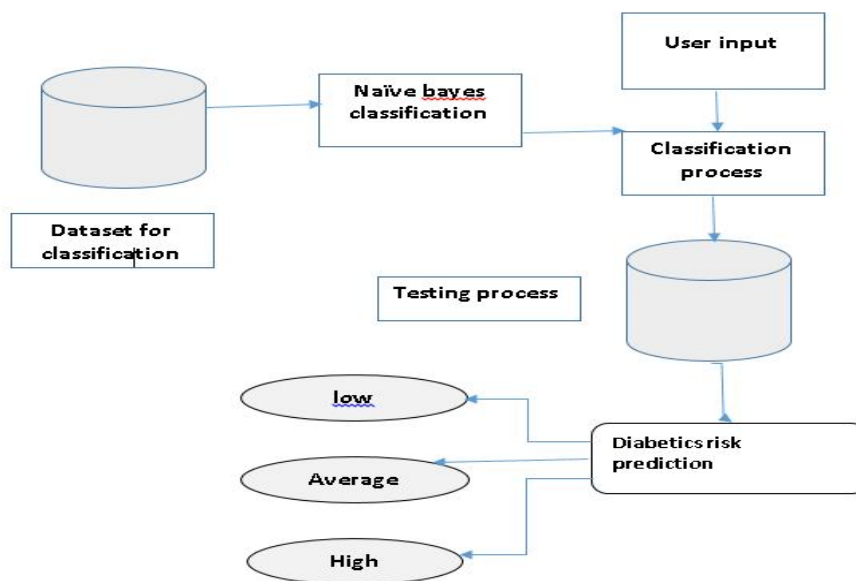 User input
Naïve bayes
classification
Classification
process
Dataset for
classification
Testing process
low
Diabetics risk
prediction
Average
High